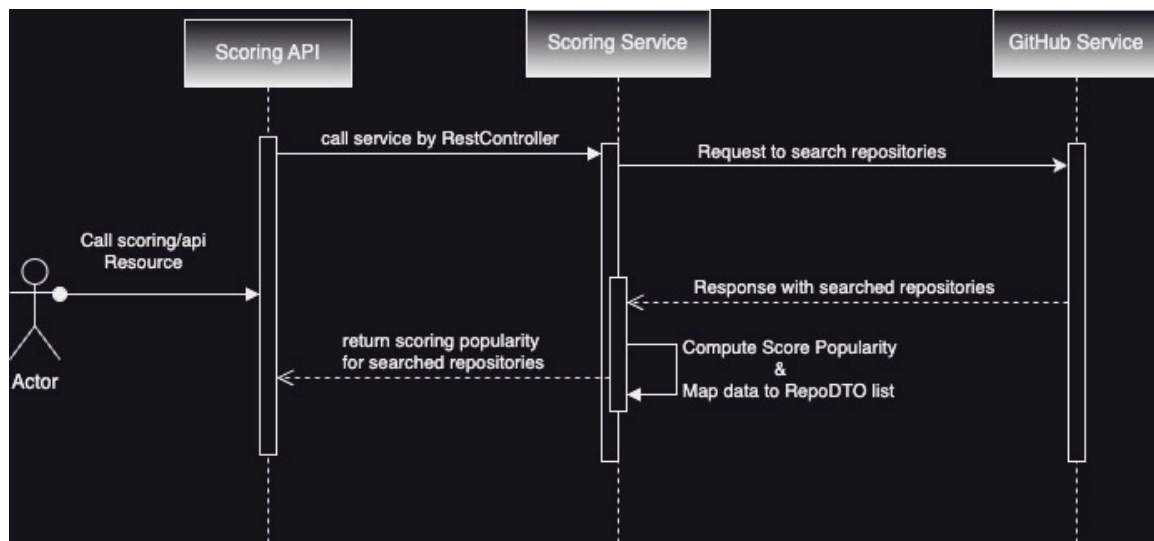 Scoring API
Scoring Service
GitHub Service
call service by RestController
Request to search repositories
Call scoring/api
Resource
Response with searched repositories
return scoring popularity
for searched repositories
Compute Score Popularity
&
Map data to RepoDTO list
Actor